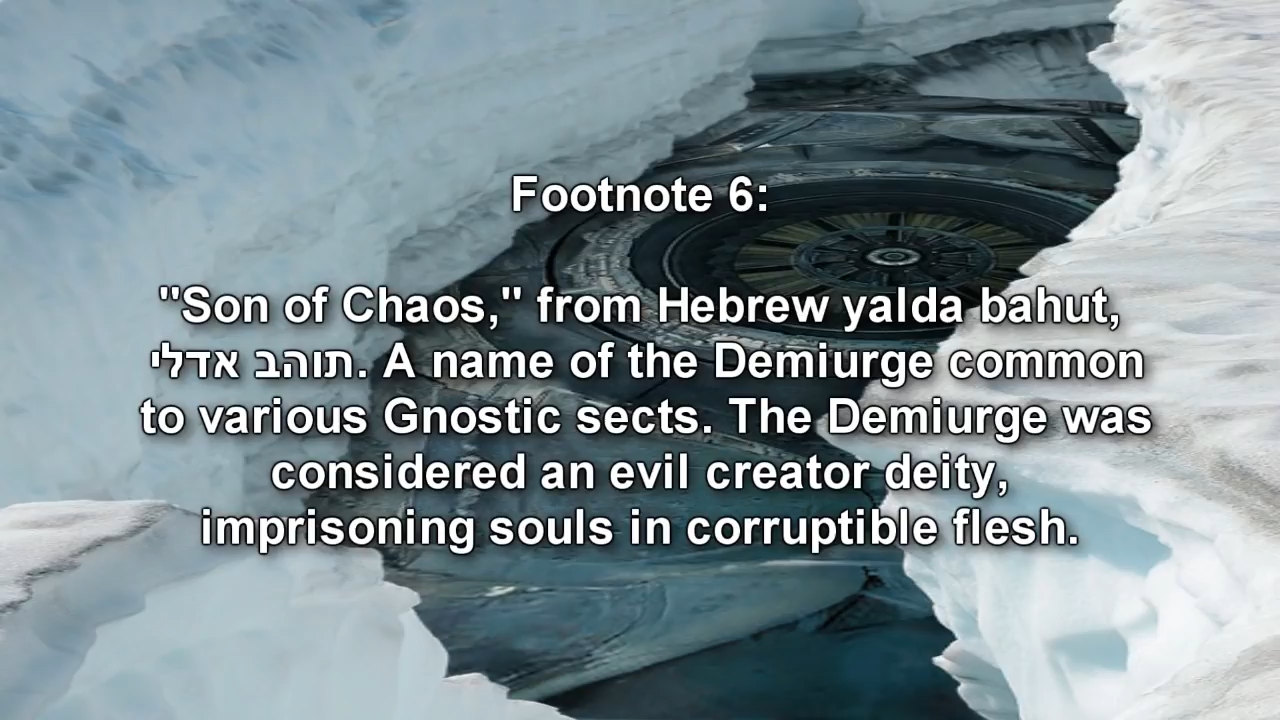 Footnote 6:
"Son of Chaos," from Hebrew yalda bahut,
תוהב אדלי. A name of the Demiurge common
to various Gnostic sects. The Demiurge was
considered an evil creator deity,
imprisoning souls in corruptible flesh.